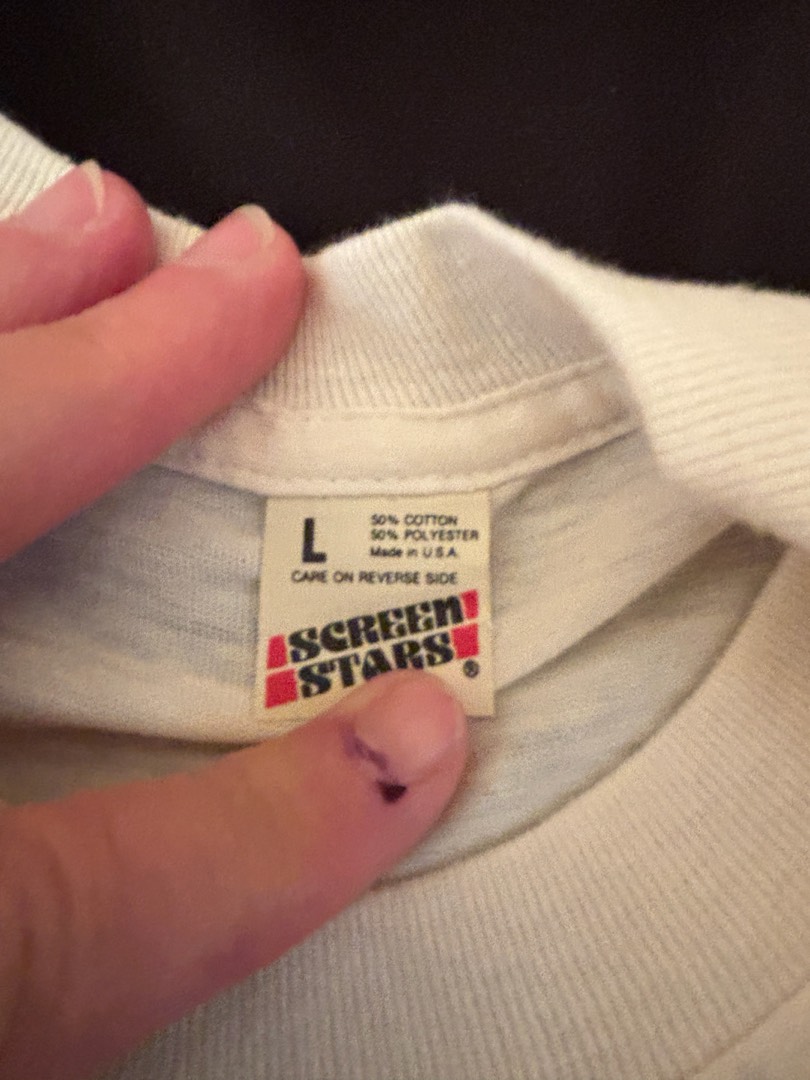 L
50% COTTON
50% POLYESTER
Made in U.S.A.
CARE ON REVERSE SIDE
SCREEN
STARS
®